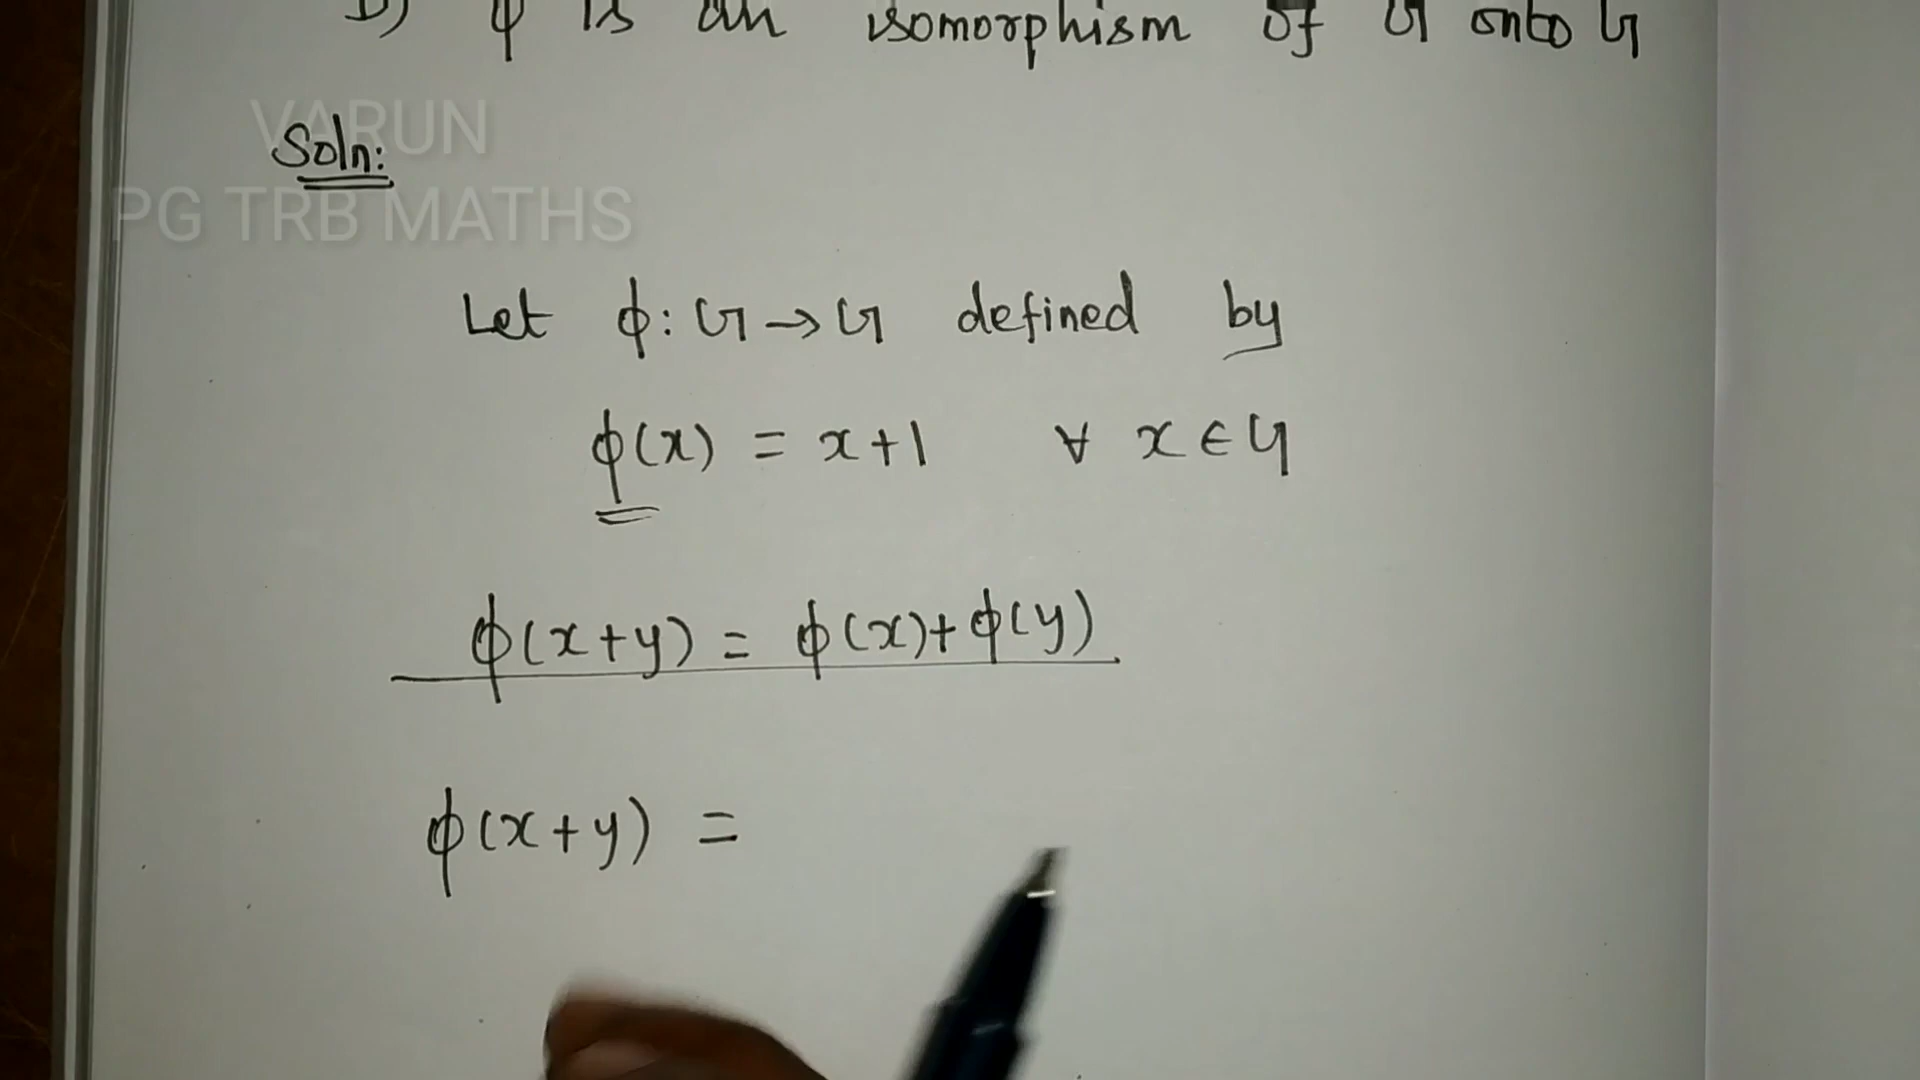 D) φ is an isomorphism of G onto G
VARUN
Soln:
PG TRB MATHS
Let φ: G → G defined by
φ(x) = x+1 ∀ x ∈ G
φ(x+y) = φ(x)+φ(y)
φ(x+y) =